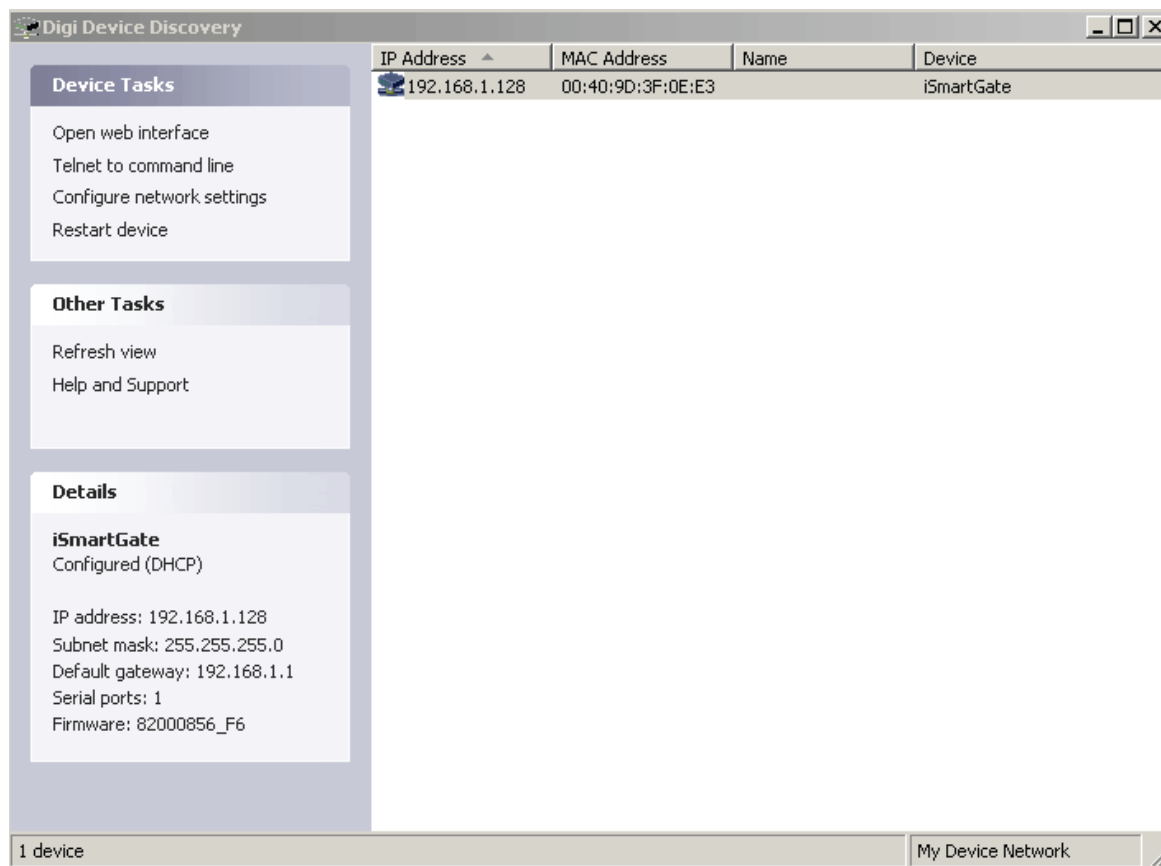 Digi Device Discovery
Device Tasks
Open web interface
Telnet to command line
Configure network settings
Restart device
Other Tasks
Refresh view
Help and Support
Details
iSmartGate
Configured (DHCP)
IP address: 192.168.1.128
Subnet mask: 255.255.255.0
Default gateway: 192.168.1.1
Serial ports: 1
Firmware: 82000856_F6
IP Address MAC Address Name Device
192.168.1.128 00:40:9D:3F:0E:E3 iSmartGate
1 device My Device Network